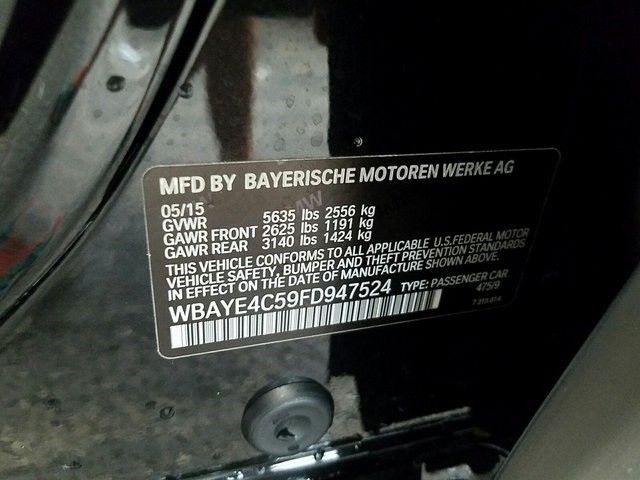 MFD BY BAYERISCHE MOTOREN WERKE AG
05/15
GVWR 5635 lbs 2556 kg
GAWR FRONT 2625 lbs 1191 kg
GAWR REAR 3140 lbs 1424 kg
THIS VEHICLE CONFORMS TO ALL APPLICABLE U.S.FEDERAL MOTOR
VEHICLE SAFETY, BUMPER AND THEFT PREVENTION STANDARDS
IN EFFECT ON THE DATE OF MANUFACTURE SHOWN ABOVE.
WBAYE4C59FD947524 TYPE: PASSENGER CAR
475/9